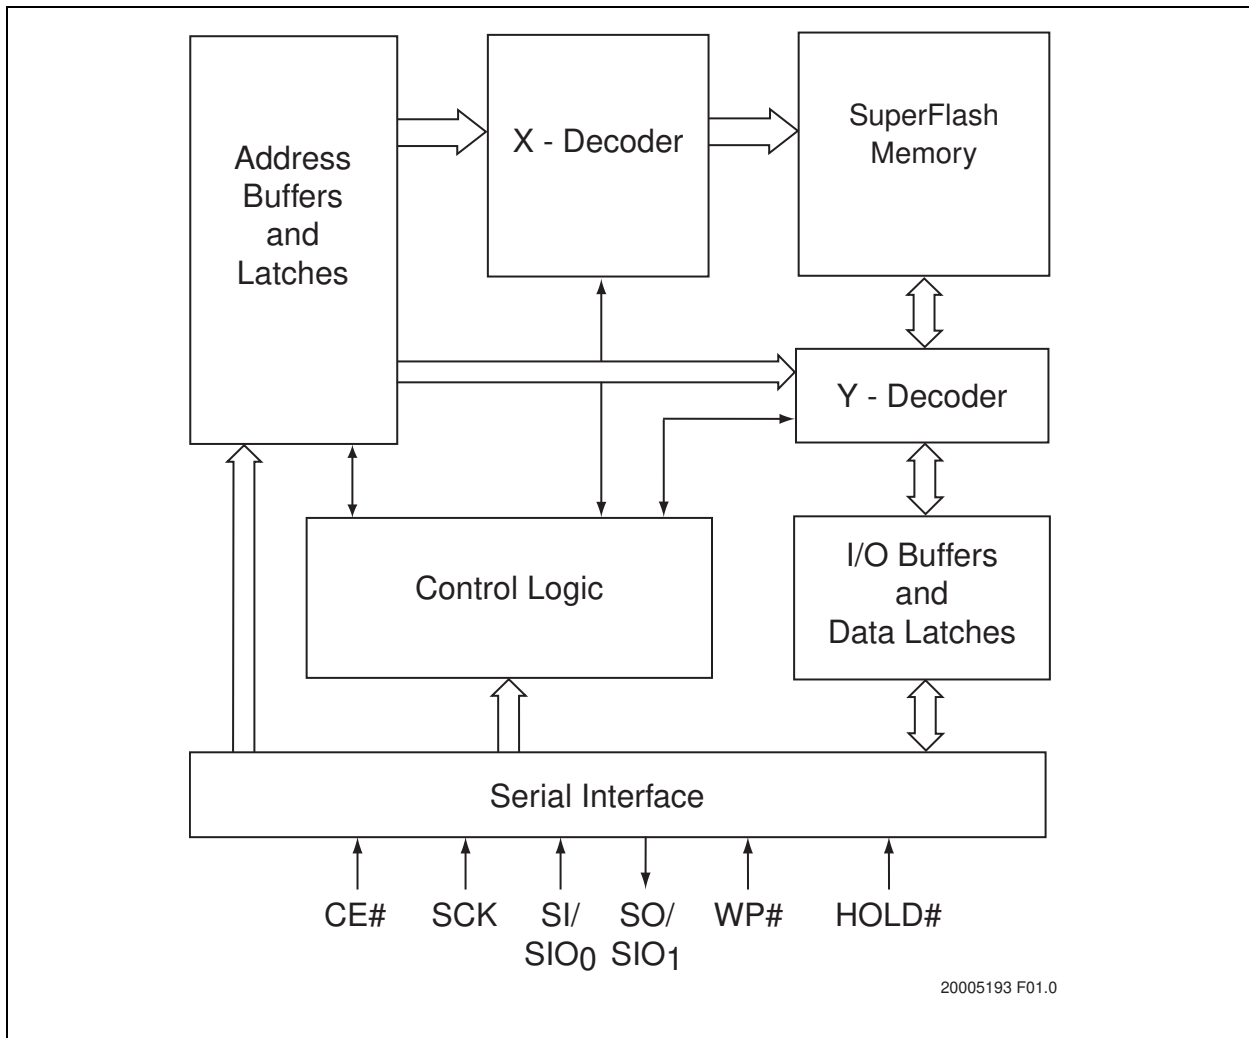 Address
Buffers
and
Latches
X - Decoder
SuperFlash
Memory
Y - Decoder
Control Logic
I/O Buffers
and
Data Latches
Serial Interface
CE#
SCK
SI/
SIO0
SO/
SIO1
WP#
HOLD#
20005193 F01.0